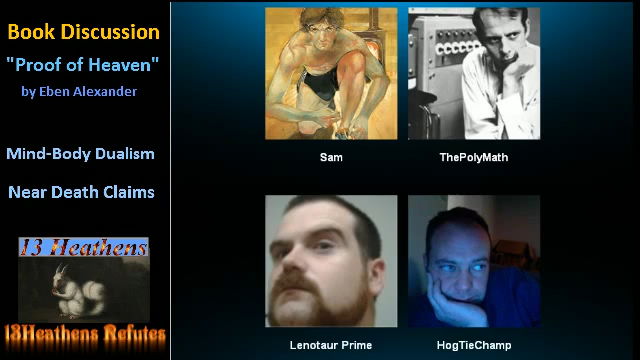 Book Discussion
"Proof of Heaven"
by Eben Alexander
Mind-Body Dualism
Near Death Claims
13 Heathens
13Heathens Refutes
Sam
ThePolyMath
Lenotaur Prime
HogTieChamp